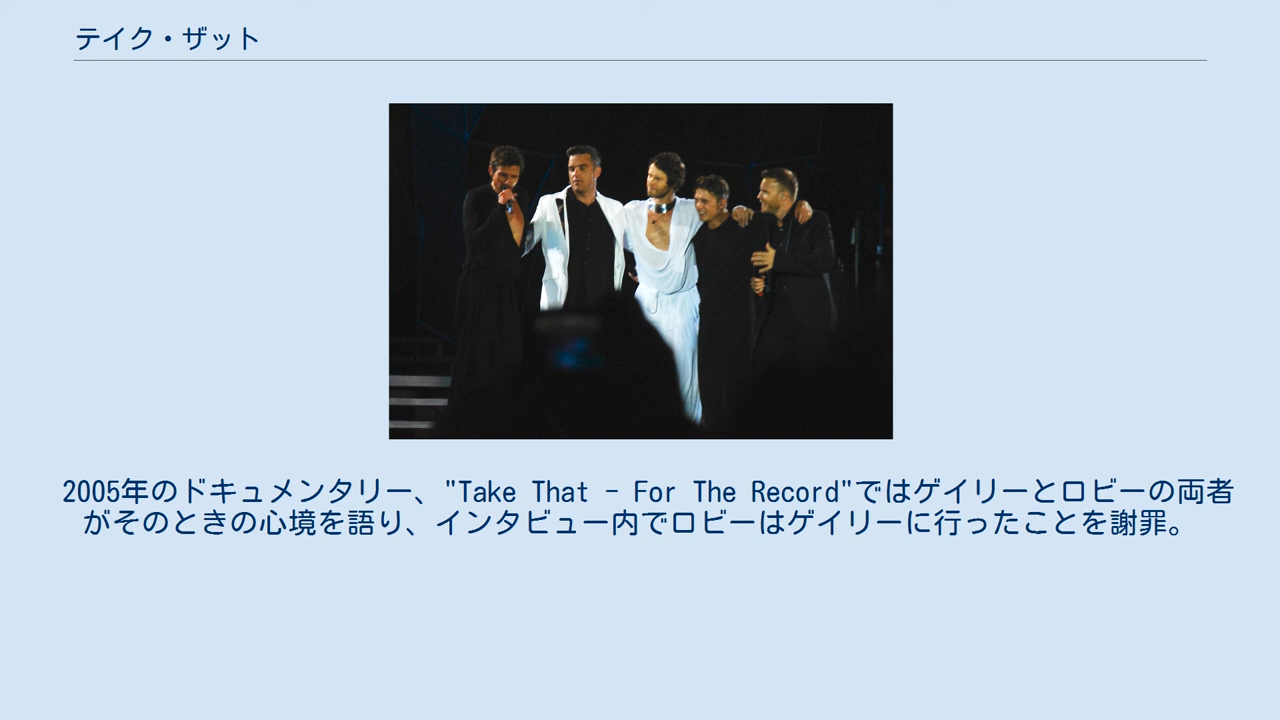 テイク・ザット
2005年のドキュメンタリー、"Take That - For The Record"ではゲイリーとロビーの両者
がそのときの心境を語り、インタビュー内でロビーはゲイリーに行ったことを謝罪。